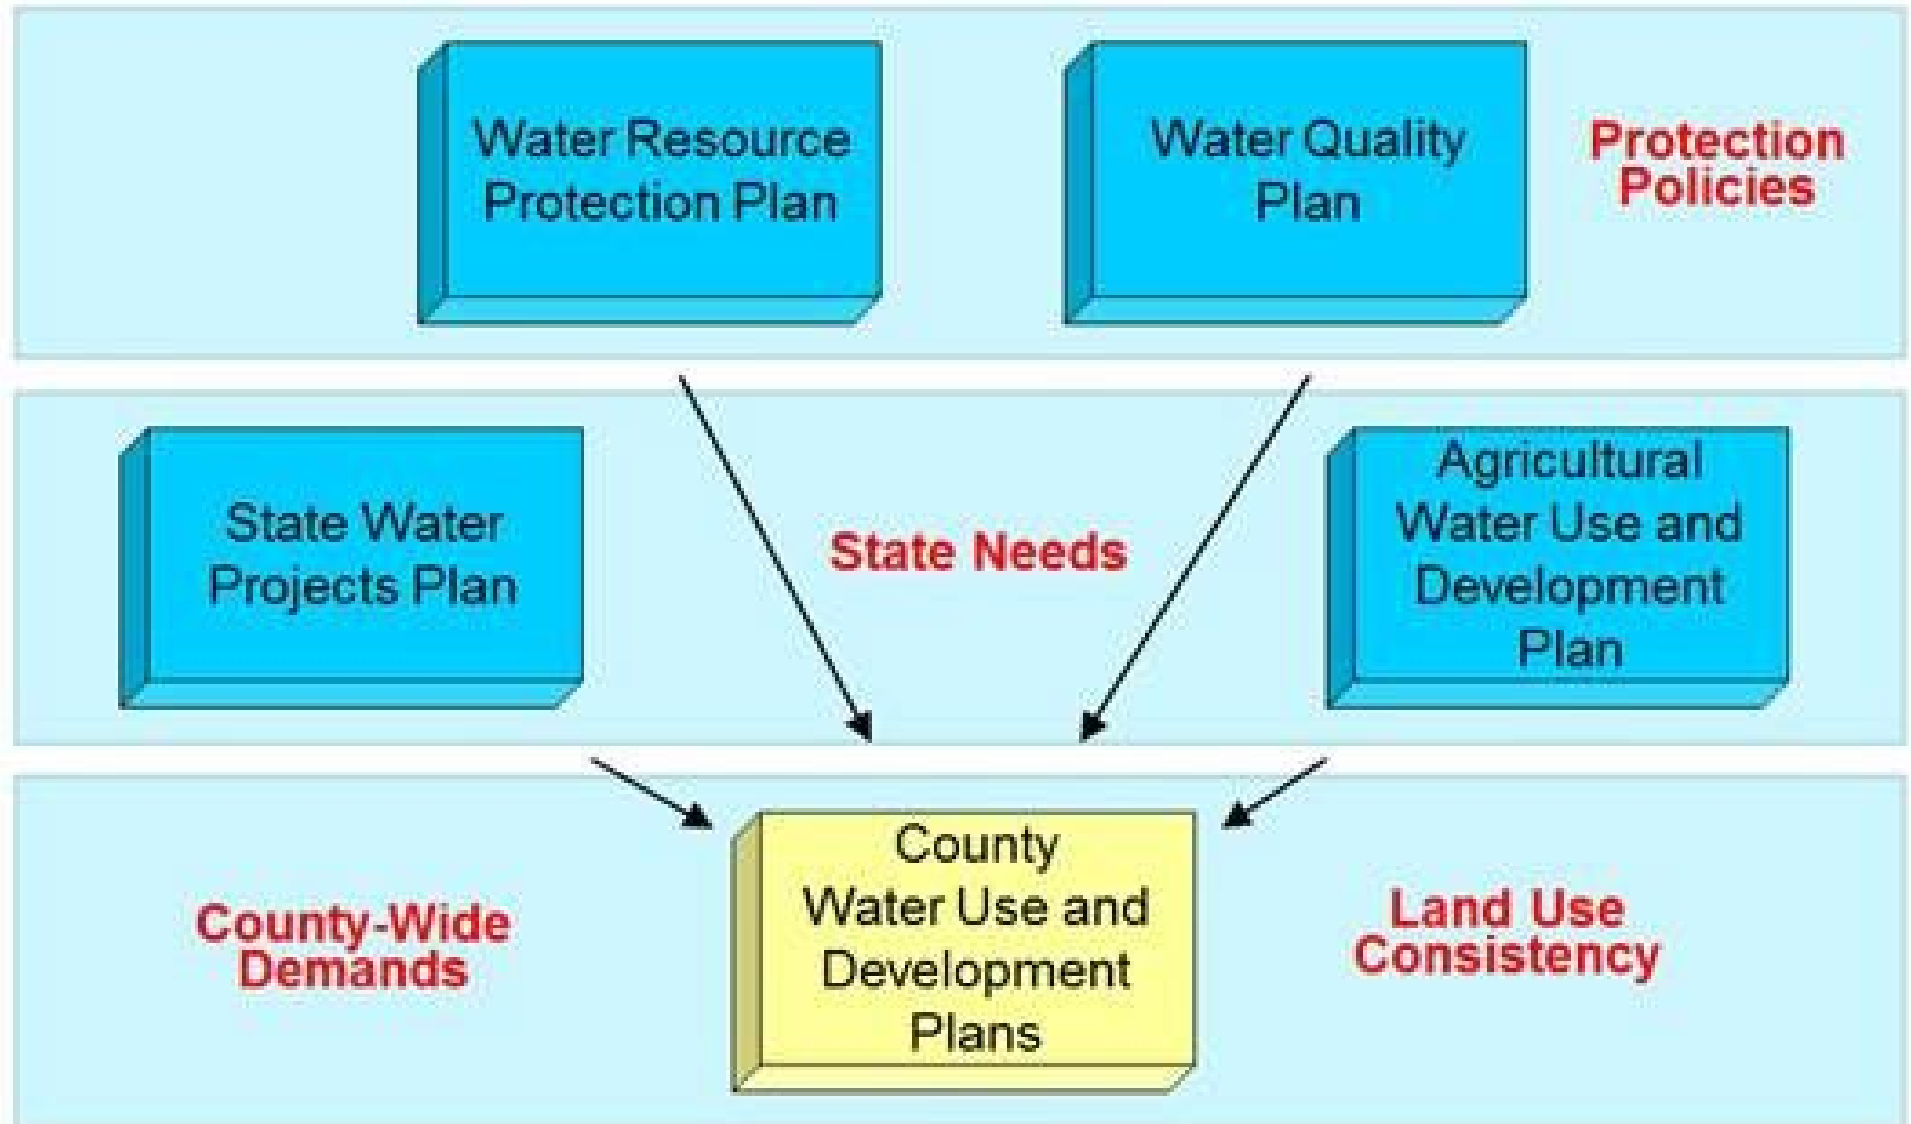 Water Resource
Protection Plan
Water Quality
Plan
Protection
Policies
State Water
Projects Plan
State Needs
Agricultural
Water Use and
Development
Plan
County-Wide
Demands
County
Water Use and
Development
Plans
Land Use
Consistency